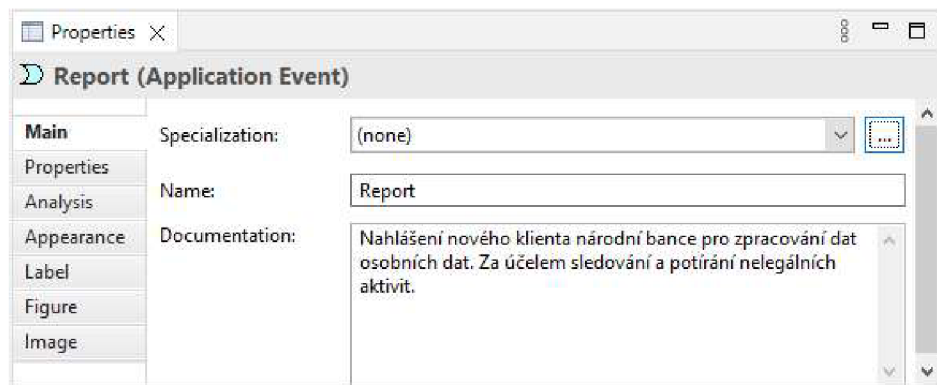 Properties
Report (Application Event)
Main
Specialization:
(none)
...
Properties
Name:
Report
Analysis
Appearance
Documentation:
Nahlášení nového klienta národní bance pro zpracování dat
osobních dat. Za účelem sledování a potírání nelegálních
aktivit.
Label
Figure
Image